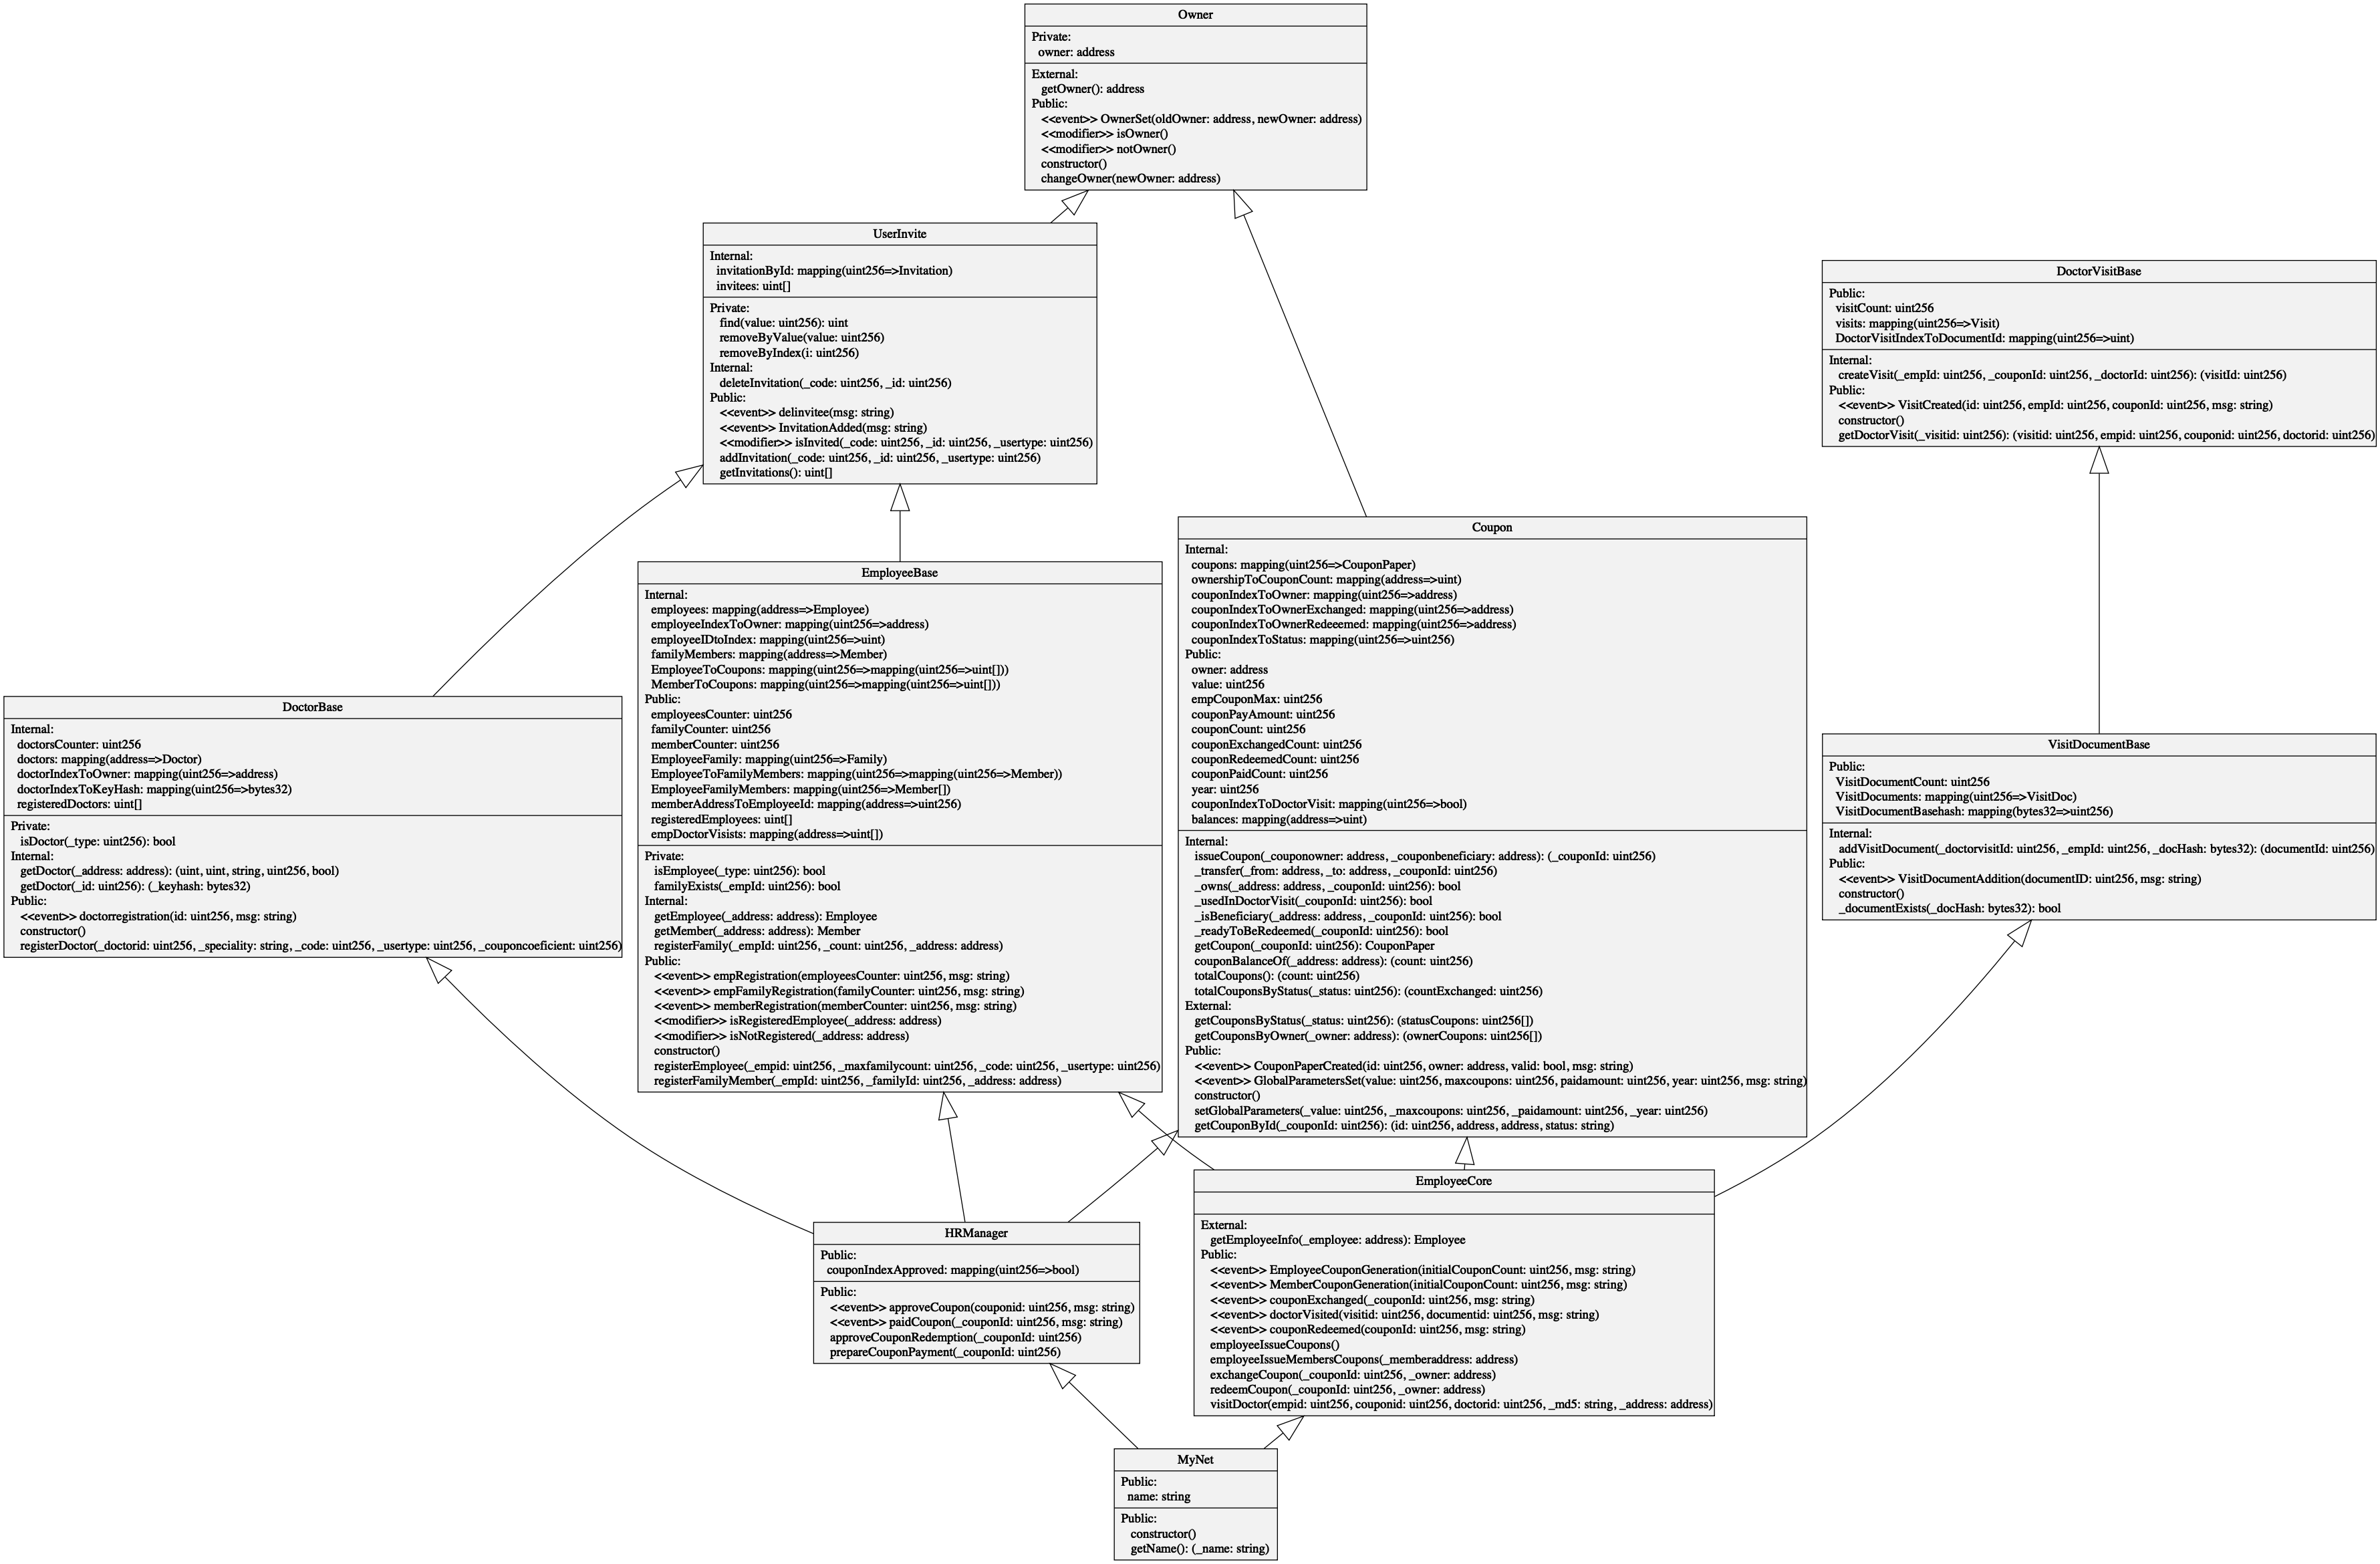 Owner
Private:
owner: address
External:
getOwner(): address
Public:
<<event>> OwnerSet(oldOwner: address, newOwner: address)
<<modifier>> isOwner()
<<modifier>> notOwner()
constructor()
changeOwner(newOwner: address)
UserInvite
Internal:
invitationById: mapping(uint256=>Invitation)
invitees: uint[]
Private:
find(value: uint256): uint
removeByValue(value: uint256)
removeByIndex(i: uint256)
Internal:
deleteInvitation(_code: uint256, _id: uint256)
Public:
<<event>> delinvitee(msg: string)
<<event>> InvitationAdded(msg: string)
<<modifier>> isInvited(_code: uint256, _id: uint256, _usertype: uint256)
addInvitation(_code: uint256, _id: uint256, _usertype: uint256)
getInvitations(): uint[]
DoctorVisitBase
Public:
visitCount: uint256
visits: mapping(uint256=>Visit)
DoctorVisitIndexToDocumentId: mapping(uint256=>uint)
Internal:
createVisit(_empId: uint256, _couponId: uint256, _doctorId: uint256): (visitId: uint256)
Public:
<<event>> VisitCreated(id: uint256, empId: uint256, couponId: uint256, msg: string)
constructor()
getDoctorVisit(_visitid: uint256): (visitid: uint256, empid: uint256, couponid: uint256, doctorid: uint256)
Coupon
Internal:
coupons: mapping(uint256=>CouponPaper)
ownershipToCouponCount: mapping(address=>uint)
couponIndexToOwner: mapping(uint256=>address)
couponIndexToOwnerExchanged: mapping(uint256=>address)
couponIndexToOwnerRedeeemed: mapping(uint256=>address)
couponIndexToStatus: mapping(uint256=>uint256)
Public:
owner: address
value: uint256
empCouponMax: uint256
couponPayAmount: uint256
couponCount: uint256
couponExchangedCount: uint256
couponRedeemedCount: uint256
couponPaidCount: uint256
year: uint256
couponIndexToDoctorVisit: mapping(uint256=>bool)
balances: mapping(address=>uint)
Internal:
issueCoupon(_couponowner: address, _couponbeneficiary: address): (_couponId: uint256)
_transfer(_from: address, _to: address, _couponId: uint256)
_owns(_address: address, _couponId: uint256): bool
_usedInDoctorVisit(_couponId: uint256): bool
_isBeneficiary(_address: address, _couponId: uint256): bool
_readyToBeRedeemed(_couponId: uint256): bool
getCoupon(_couponId: uint256): CouponPaper
couponBalanceOf(_address: address): (count: uint256)
totalCoupons(): (count: uint256)
totalCouponsByStatus(_status: uint256): (countExchanged: uint256)
External:
getCouponsByStatus(_status: uint256): (statusCoupons: uint256[])
getCouponsByOwner(_owner: address): (ownerCoupons: uint256[])
Public:
<<event>> CouponPaperCreated(id: uint256, owner: address, valid: bool, msg: string)
<<event>> GlobalParametersSet(value: uint256, maxcoupons: uint256, paidamount: uint256, year: uint256, msg: string)
constructor()
setGlobalParameters(_value: uint256, _maxcoupons: uint256, _paidamount: uint256, _year: uint256)
getCouponById(_couponId: uint256): (id: uint256, address, address, status: string)
EmployeeBase
Internal:
employees: mapping(address=>Employee)
employeeIndexToOwner: mapping(uint256=>address)
employeeIDtoIndex: mapping(uint256=>uint)
familyMembers: mapping(address=>Member)
EmployeeToCoupons: mapping(uint256=>mapping(uint256=>uint[]))
MemberToCoupons: mapping(uint256=>mapping(uint256=>uint[]))
Public:
employeesCounter: uint256
familyCounter: uint256
memberCounter: uint256
EmployeeFamily: mapping(uint256=>Family)
EmployeeToFamilyMembers: mapping(uint256=>mapping(uint256=>Member))
EmployeeFamilyMembers: mapping(uint256=>Member[])
memberAddressToEmployeeId: mapping(address=>uint256)
registeredEmployees: uint[]
empDoctorVisists: mapping(address=>uint[])
Private:
isEmployee(_type: uint256): bool
familyExists(_empId: uint256): bool
Internal:
getEmployee(_address: address): Employee
getMember(_address: address): Member
registerFamily(_empId: uint256, _count: uint256, _address: address)
Public:
<<event>> empRegistration(employeesCounter: uint256, msg: string)
<<event>> empFamilyRegistration(familyCounter: uint256, msg: string)
<<event>> memberRegistration(memberCounter: uint256, msg: string)
<<modifier>> isRegisteredEmployee(_address: address)
<<modifier>> isNotRegistered(_address: address)
constructor()
registerEmployee(_empid: uint256, _maxfamilycount: uint256, _code: uint256, _usertype: uint256)
registerFamilyMember(_empId: uint256, _familyId: uint256, _address: address)
DoctorBase
Internal:
doctorsCounter: uint256
doctors: mapping(address=>Doctor)
doctorIndexToOwner: mapping(uint256=>address)
doctorIndexToKeyHash: mapping(uint256=>bytes32)
registeredDoctors: uint[]
Private:
isDoctor(_type: uint256): bool
Internal:
getDoctor(_address: address): (uint, uint, string, uint256, bool)
getDoctor(_id: uint256): (_keyhash: bytes32)
Public:
<<event>> doctorregistration(id: uint256, msg: string)
constructor()
registerDoctor(_doctorid: uint256, _speciality: string, _code: uint256, _usertype: uint256, _couponcoeficient: uint256)
VisitDocumentBase
Public:
VisitDocumentCount: uint256
VisitDocuments: mapping(uint256=>VisitDoc)
VisitDocumentBasehash: mapping(bytes32=>uint256)
Internal:
addVisitDocument(_doctorvisitId: uint256, _empId: uint256, _docHash: bytes32): (documentId: uint256)
Public:
<<event>> VisitDocumentAddition(documentID: uint256, msg: string)
constructor()
_documentExists(_docHash: bytes32): bool
EmployeeCore
External:
getEmployeeInfo(_employee: address): Employee
Public:
<<event>> EmployeeCouponGeneration(initialCouponCount: uint256, msg: string)
<<event>> MemberCouponGeneration(initialCouponCount: uint256, msg: string)
<<event>> couponExchanged(_couponId: uint256, msg: string)
<<event>> doctorVisited(visitid: uint256, documentid: uint256, msg: string)
<<event>> couponRedeemed(couponId: uint256, msg: string)
employeeIssueCoupons()
employeeIssueMembersCoupons(_memberaddress: address)
exchangeCoupon(_couponId: uint256, _owner: address)
redeemCoupon(_couponId: uint256, _owner: address)
visitDoctor(empid: uint256, couponid: uint256, doctorid: uint256, _md5: string, _address: address)
HRManager
Public:
couponIndexApproved: mapping(uint256=>bool)
Public:
<<event>> approveCoupon(couponid: uint256, msg: string)
<<event>> paidCoupon(_couponId: uint256, msg: string)
approveCouponRedemption(_couponId: uint256)
prepareCouponPayment(_couponId: uint256)
MyNet
Public:
name: string
Public:
constructor()
getName(): (_name: string)